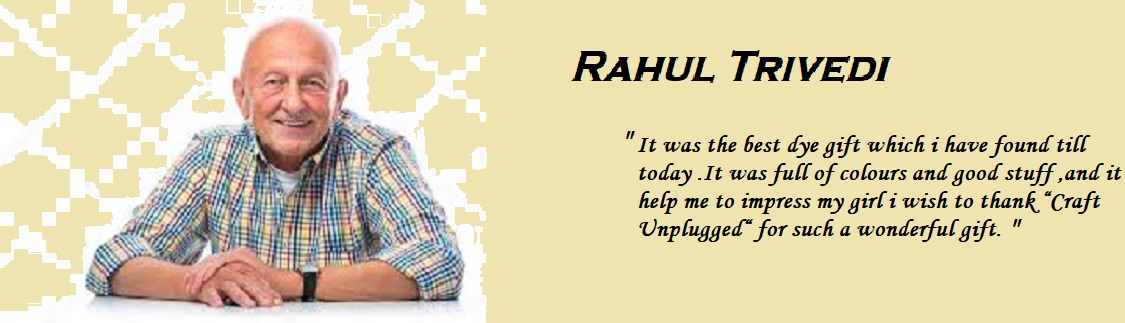 RAHUL TRIVEDI
" It was the best dye gift which i have found till
today .It was full of colours and good stuff ,and it
help me to impress my girl i wish to thank “Craft
Unplugged“ for such a wonderful gift. "